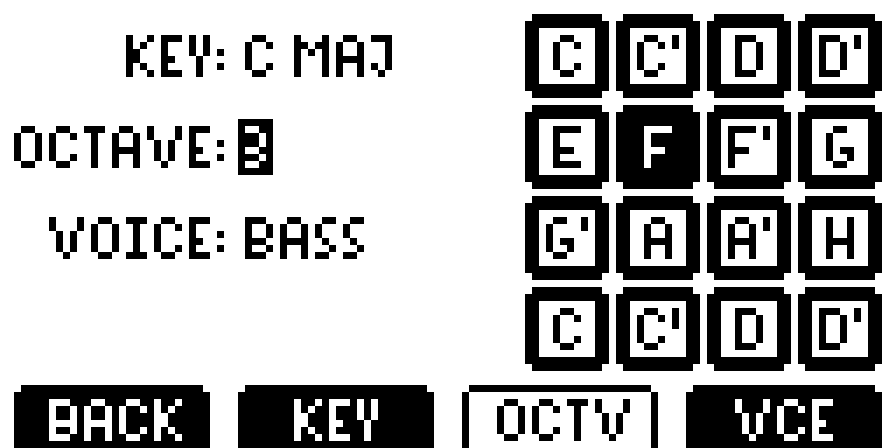 KEY: C MAJ
OCTAVE: 3
VOICE: BASS
C C' D D'
E F F' G
G' A A' H
C C' D D'
BACK KEY OCTV VCE